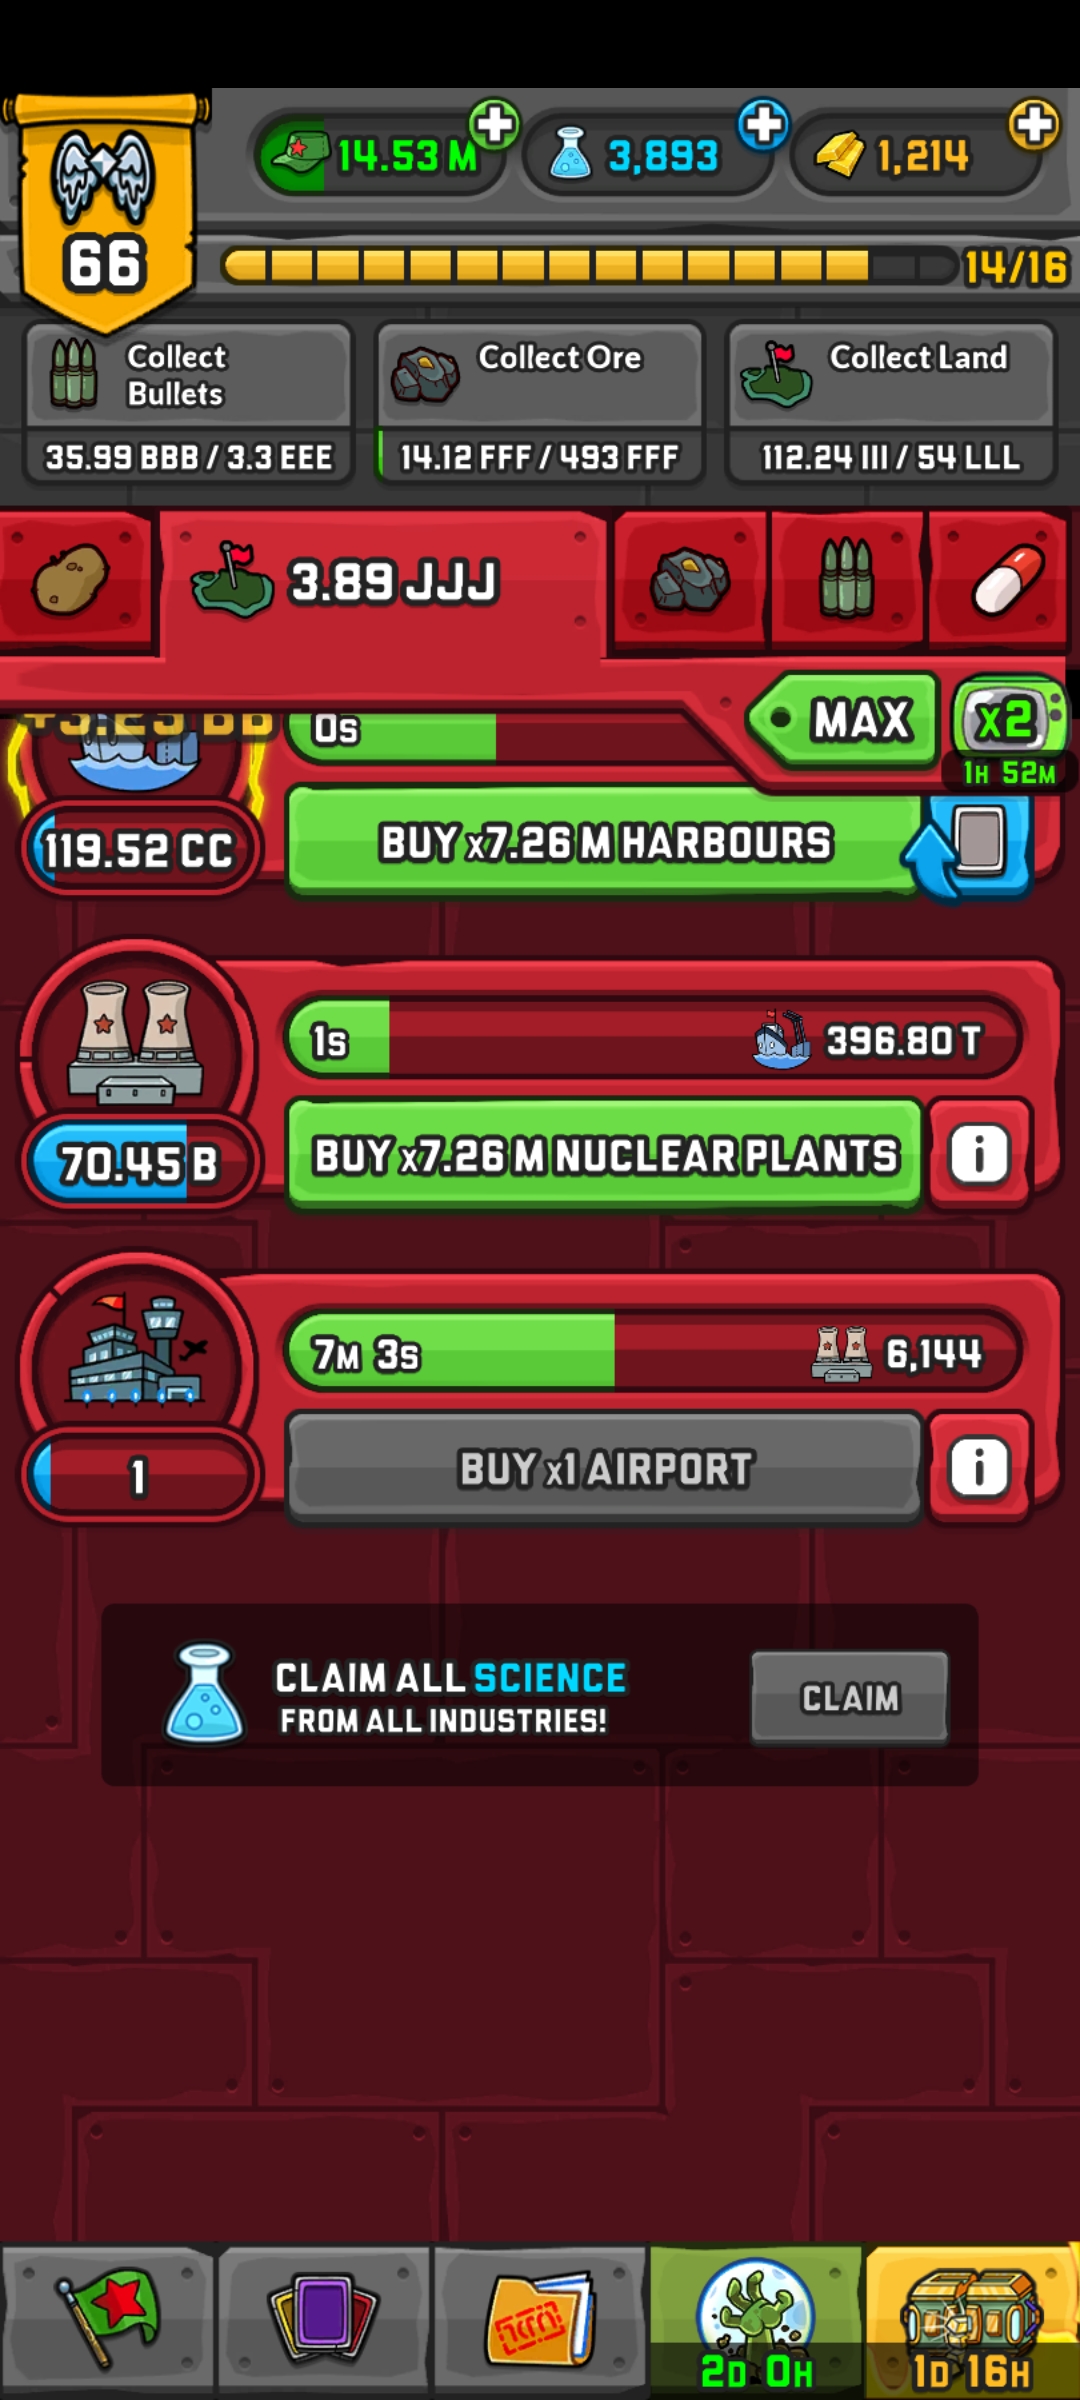 14.53 M
3,893
1,214
66
14/16
Collect
Bullets
Collect Ore
Collect Land
35.99 BBB / 3.3 EEE
14.12 FFF / 493 FFF
112.24 III / 54 LLL
3.89 JJJ
MAX
x2
1H 52M
+3.23 BB
0s
119.52 CC
BUY x7.26 M HARBOURS
1s
396.80 T
70.45 B
BUY x7.26 M NUCLEAR PLANTS
i
7M 3s
6,144
1
BUY x1 AIRPORT
i
CLAIM ALL SCIENCE
FROM ALL INDUSTRIES!
CLAIM
2D 0H
1D 16H